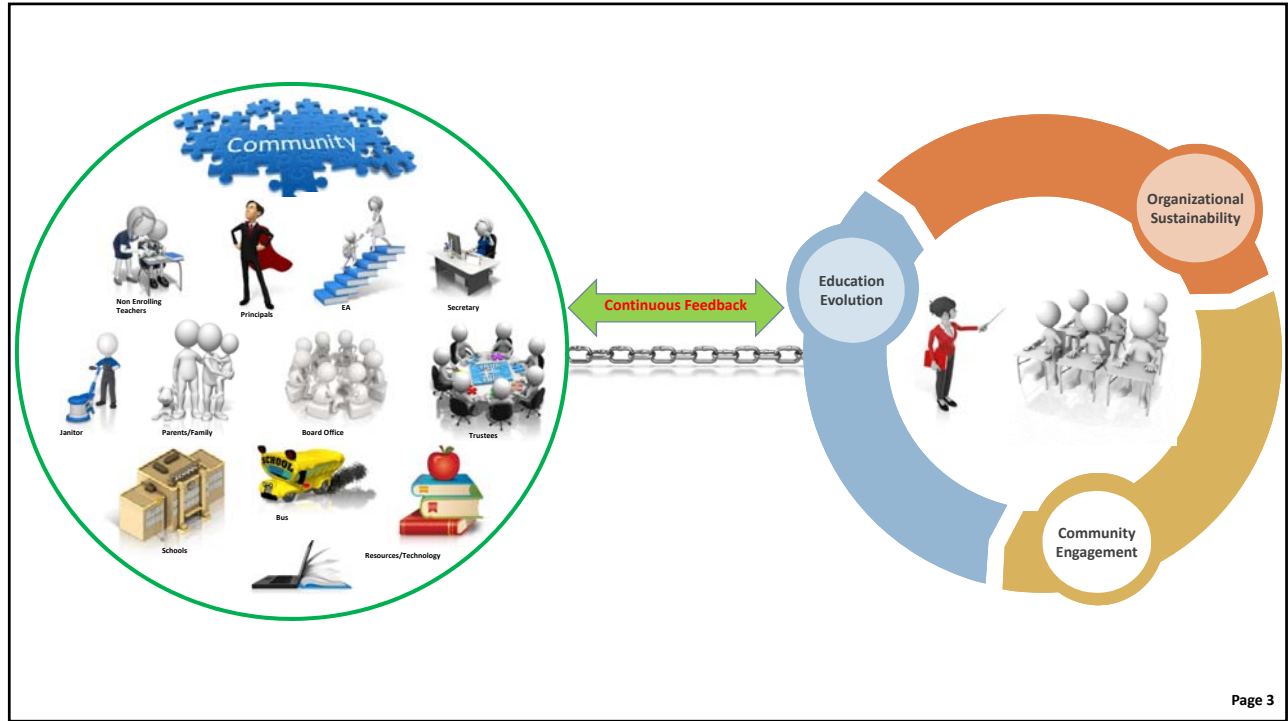 Community
Non Enrolling
Teachers
Principals
EA
Secretary
Janitor
Parents/Family
Board Office
Trustees
SCHOOL
Schools
Bus
Resources/Technology
Continuous Feedback
Education
Evolution
Organizational
Sustainability
Community
Engagement
Page 3